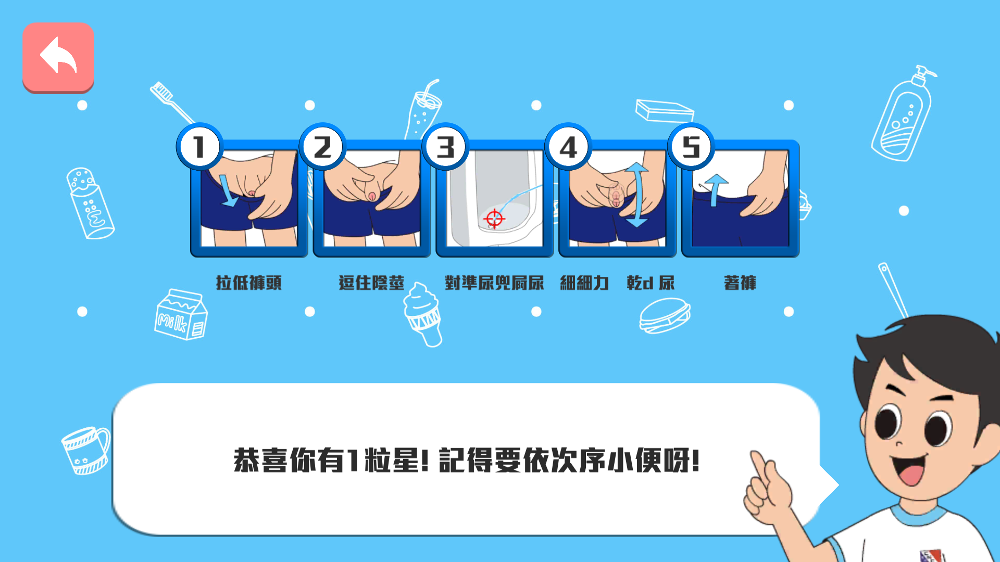 1 2 3 4 5
拉低褲頭 逗住陰莖 對準尿兜屙尿 細細力 乾d 尿 著褲
Milk
恭喜你有1粒星! 記得要依次序小便呀!